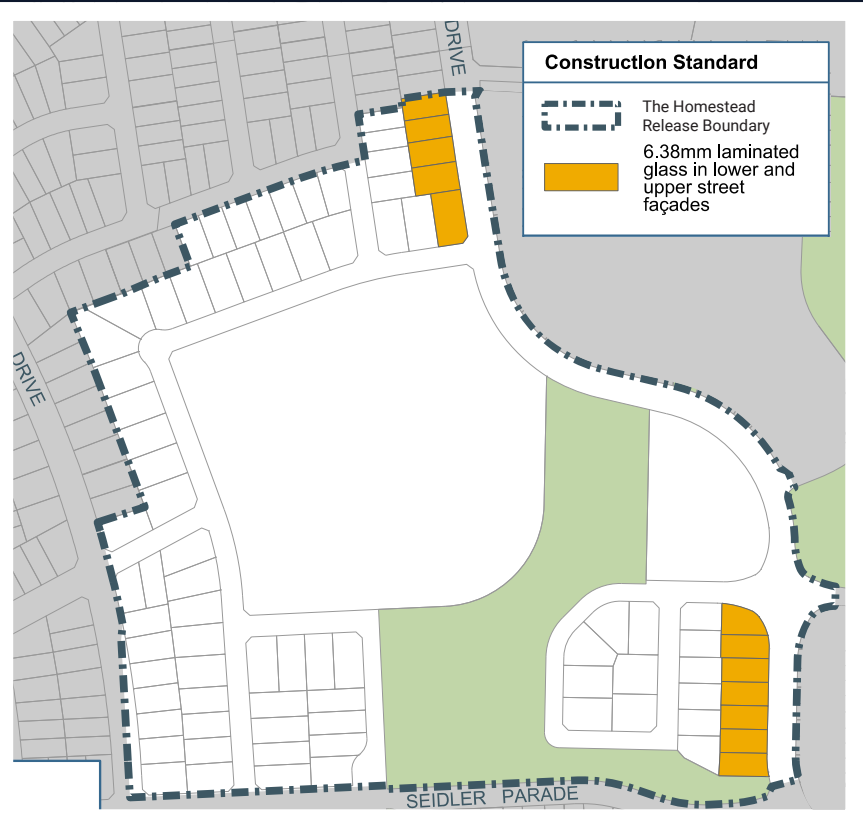 DRIVE
Construction Standard
The Homestead
Release Boundary
6.38mm laminated
glass in lower and
upper street
façades
DRIVE
SEIDLER PARADE